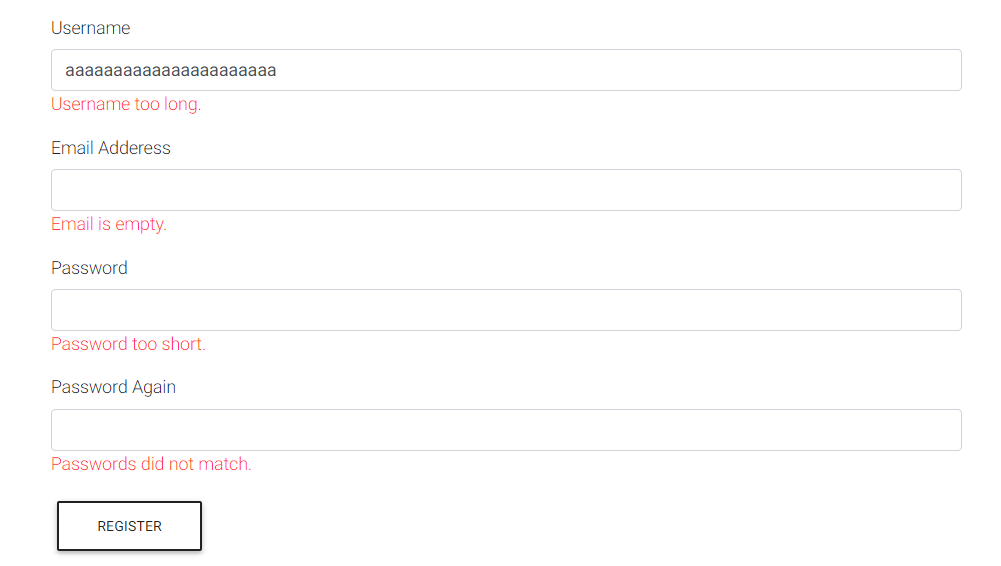 Username
aaaaaaaaaaaaaaaaaaaaaa
Username too long.
Email Adderess
Email is empty.
Password
Password too short.
Password Again
Passwords did not match.
REGISTER